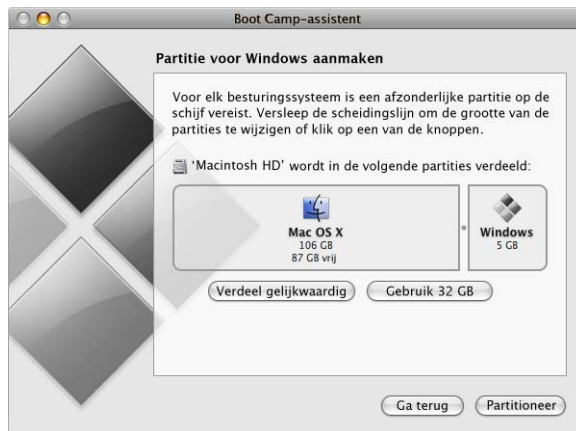 Boot Camp-assistent
Partitie voor Windows aanmaken
Voor elk besturingssysteem is een afzonderlijke partitie op de
schijf vereist. Versleep de scheidingslijn om de grootte van de
partities te wijzigen of klik op een van de knoppen.
'Macintosh HD' wordt in de volgende partities verdeeld:
Mac OS X
106 GB
87 GB vrij
Windows
5 GB
Verdeel gelijkwaardig
Gebruik 32 GB
Ga terug
Partitioneer